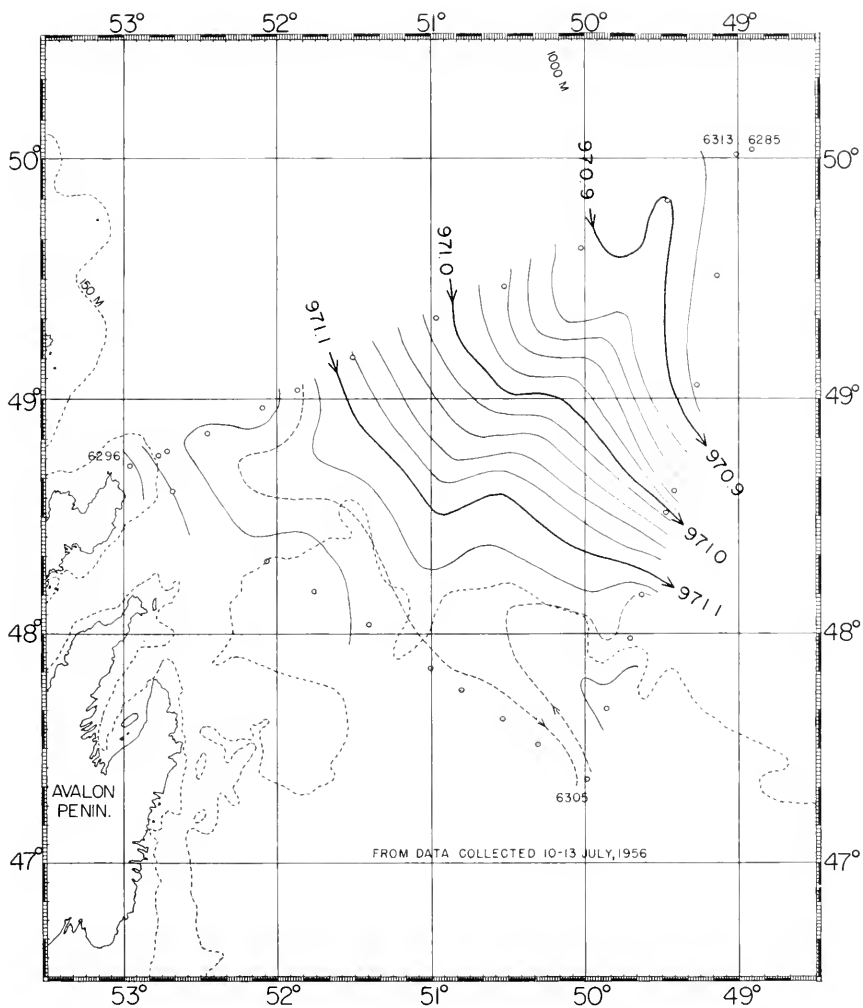 53° 52° 51° 50° 49°
1000 M
6313 6285
50° 50°
970.9
971.0
150 M
971.1
49° 49°
6296
970.9
971.0
971.1
48° 48°
6305
AVALON
PENIN.
47° 47°
FROM DATA COLLECTED 10-13 JULY, 1956
53° 52° 51° 50° 49°